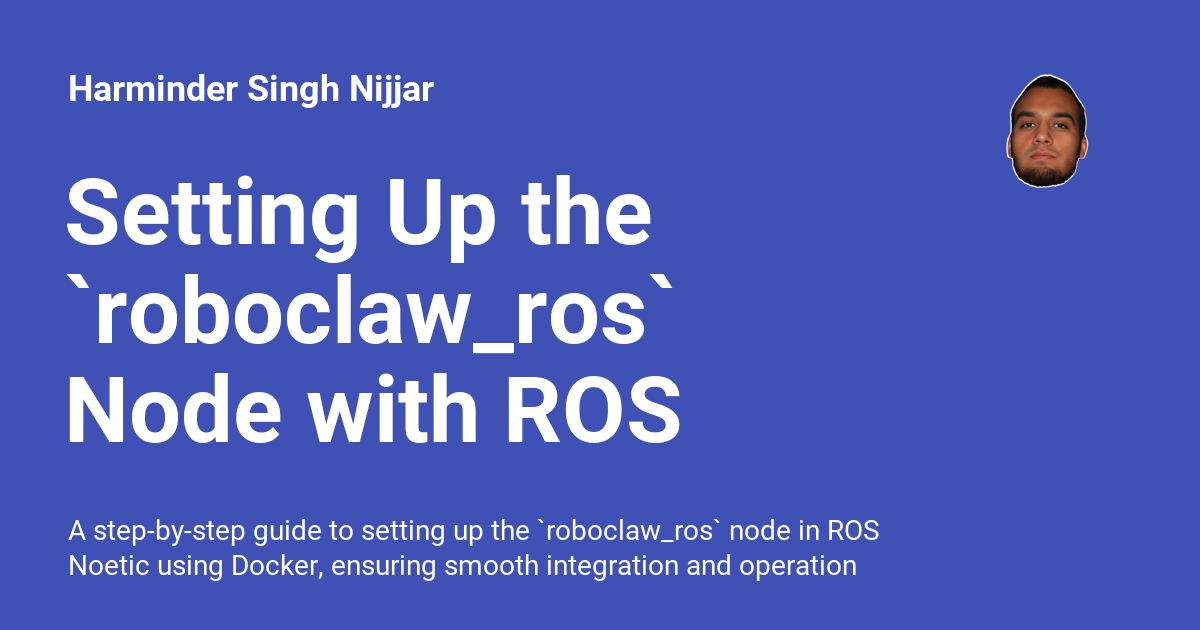 Harminder Singh Nijjar
Setting Up the
`roboclaw_ros`
Node with ROS
A step-by-step guide to setting up the `roboclaw_ros` node in ROS
Noetic using Docker, ensuring smooth integration and operation